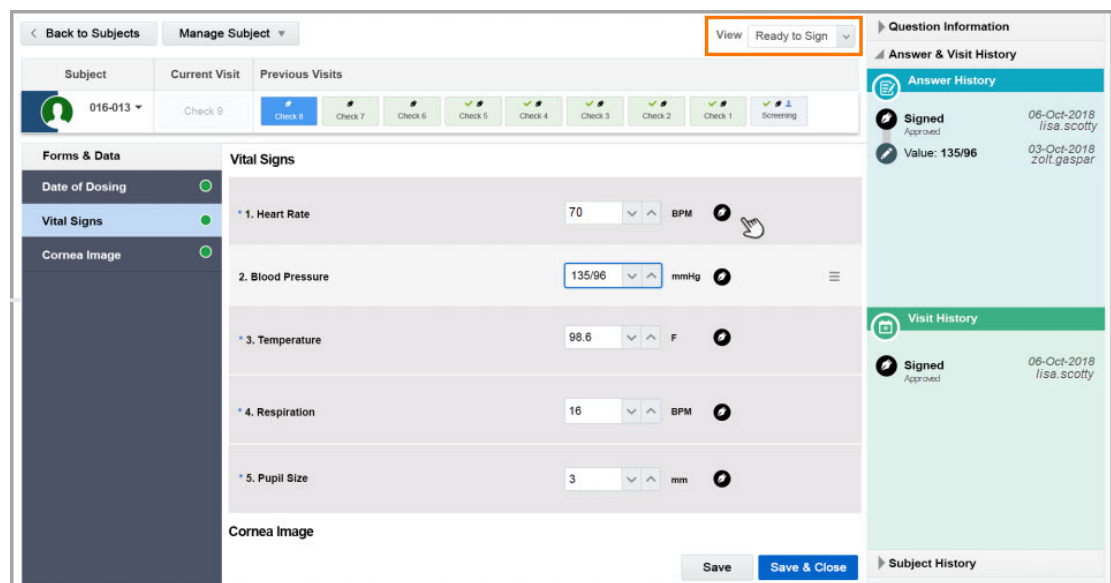 Back to Subjects
Manage Subject
View Ready to Sign
Subject Current Visit Previous Visits
016-013
Check 9
Check 8
Check 7
Check 6
Check 5
Check 4
Check 3
Check 2
Check 1
Screening
Forms & Data
Date of Dosing
Vital Signs
Cornea Image
Vital Signs
* 1. Heart Rate 70 BPM
2. Blood Pressure 135/96 mmHg
* 3. Temperature 98.6 F
* 4. Respiration 16 BPM
* 5. Pupil Size 3 mm
Cornea Image
Save Save & Close
Question Information
Answer & Visit History
Answer History
Signed 06-Oct-2018
Approved lisa.scotty
Value: 135/96 03-Oct-2018
zolt.gaspar
Visit History
Signed 06-Oct-2018
Approved lisa.scotty
Subject History